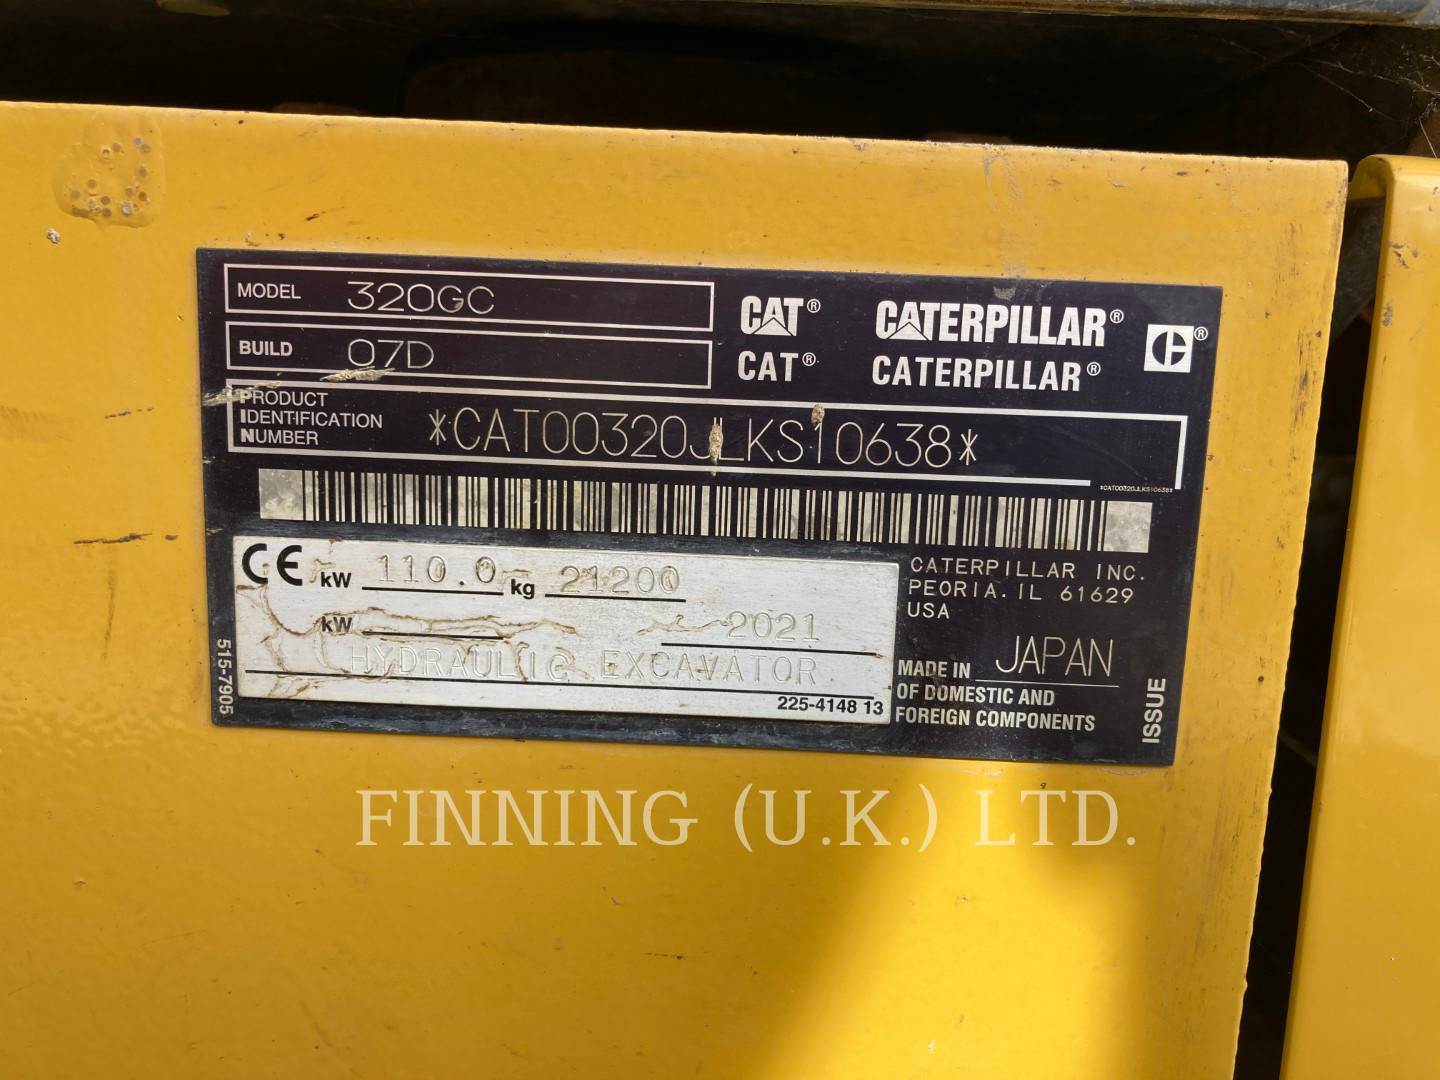 MODEL 320GC
BUILD 07D
CAT® CATERPILLAR® ®
CAT® CATERPILLAR®
PRODUCT
IDENTIFICATION
NUMBER
*CAT00320JLKS10638*
*CAT00320JLKS10638*
CE kW 110.0 kg 21200
kW 2021
HYDRAULIC EXCAVATOR
225-4148 13
515-7905
CATERPILLAR INC.
PEORIA. IL 61629
USA
MADE IN JAPAN
OF DOMESTIC AND
FOREIGN COMPONENTS
ISSUE
FINNING (U.K.) LTD.